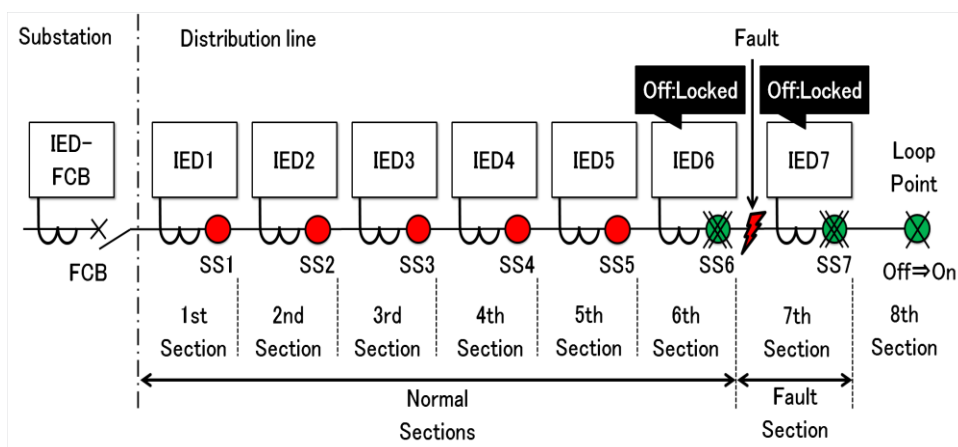 Substation
Distribution line
Fault
Off:Locked
Off:Locked
IED-
FCB
IED1
IED2
IED3
IED4
IED5
IED6
IED7
Loop
Point
FCB
SS1
SS2
SS3
SS4
SS5
SS6
SS7
Off⇒On
1st
Section
2nd
Section
3rd
Section
4th
Section
5th
Section
6th
Section
7th
Section
8th
Section
Normal
Sections
Fault
Section